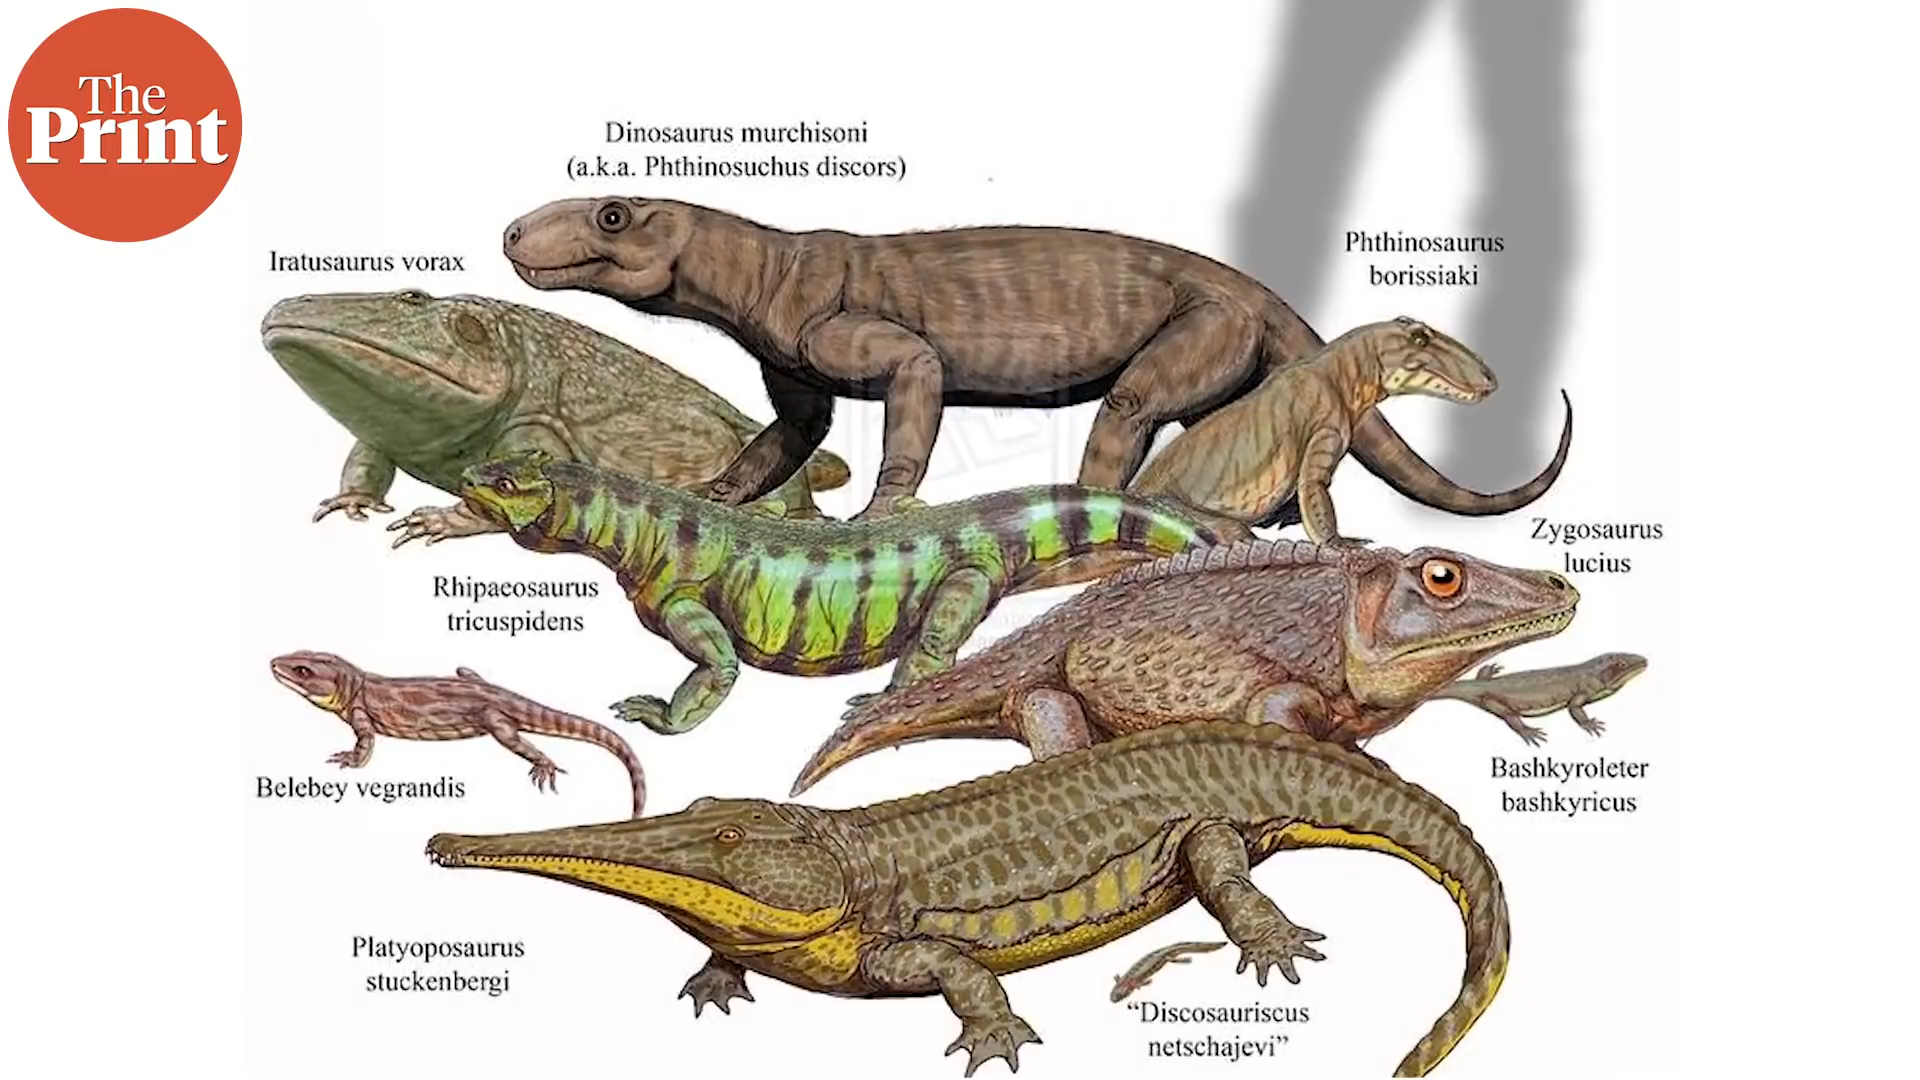 The
Print
Dinosaurus murchisoni
(a.k.a. Phthinosuchus discors)
Iratusaurus vorax
Phthinosaurus
borissiaki
Zygosaurus
lucius
Rhipaeosaurus
tricuspidens
Belebey vegrandis
Bashkyroleter
bashkyricus
Platyoposaurus
stuckenbergi
“Discosauriscus
netschajevi”